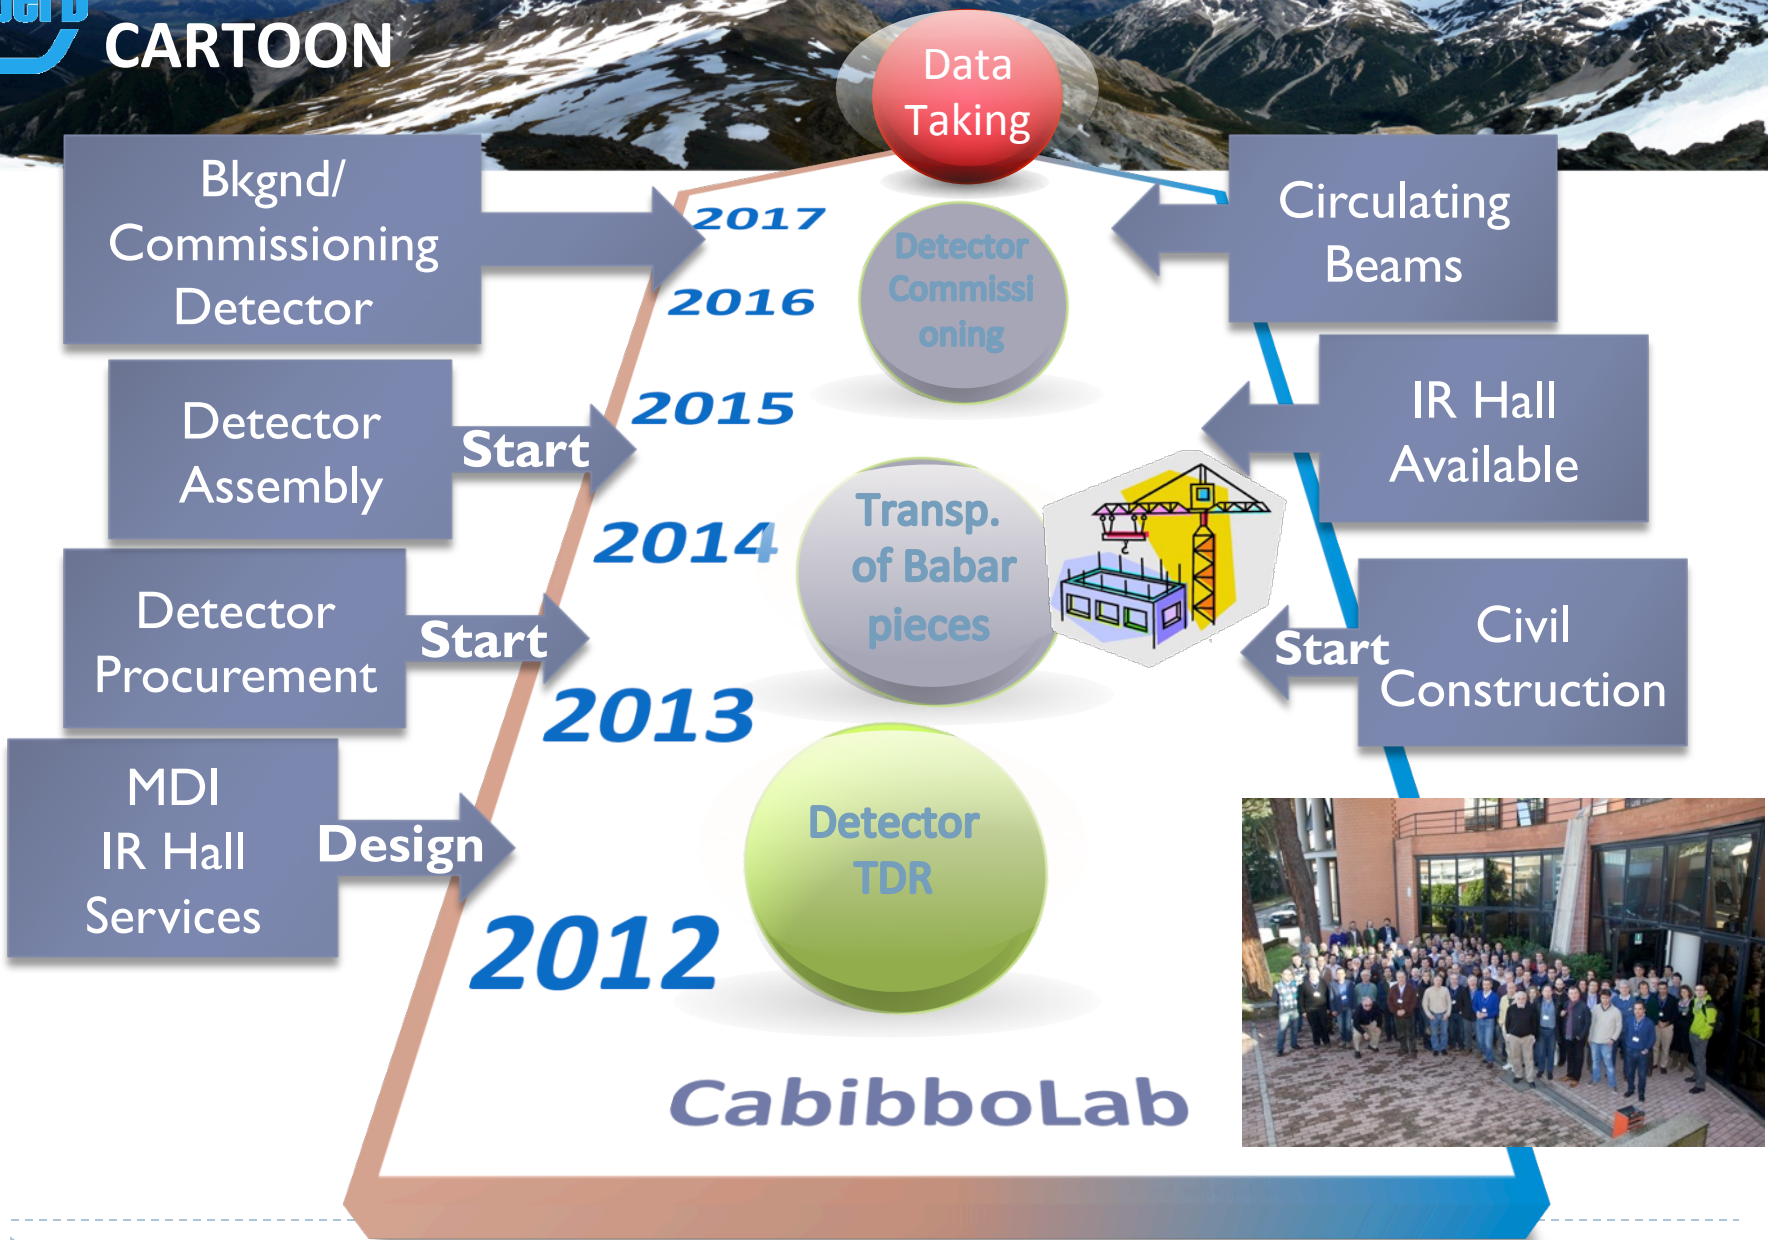 CARTOON
Data
Taking
Bkgnd/
Commissioning
Detector
2017
Detector
Commissi
oning
Circulating
Beams
2016
Detector
Assembly
Start
2015
IR Hall
Available
2014
Transp.
of Babar
pieces
Detector
Procurement
Start
Start
Civil
Construction
2013
MDI
IR Hall
Services
Design
Detector
TDR
2012
CabibboLab